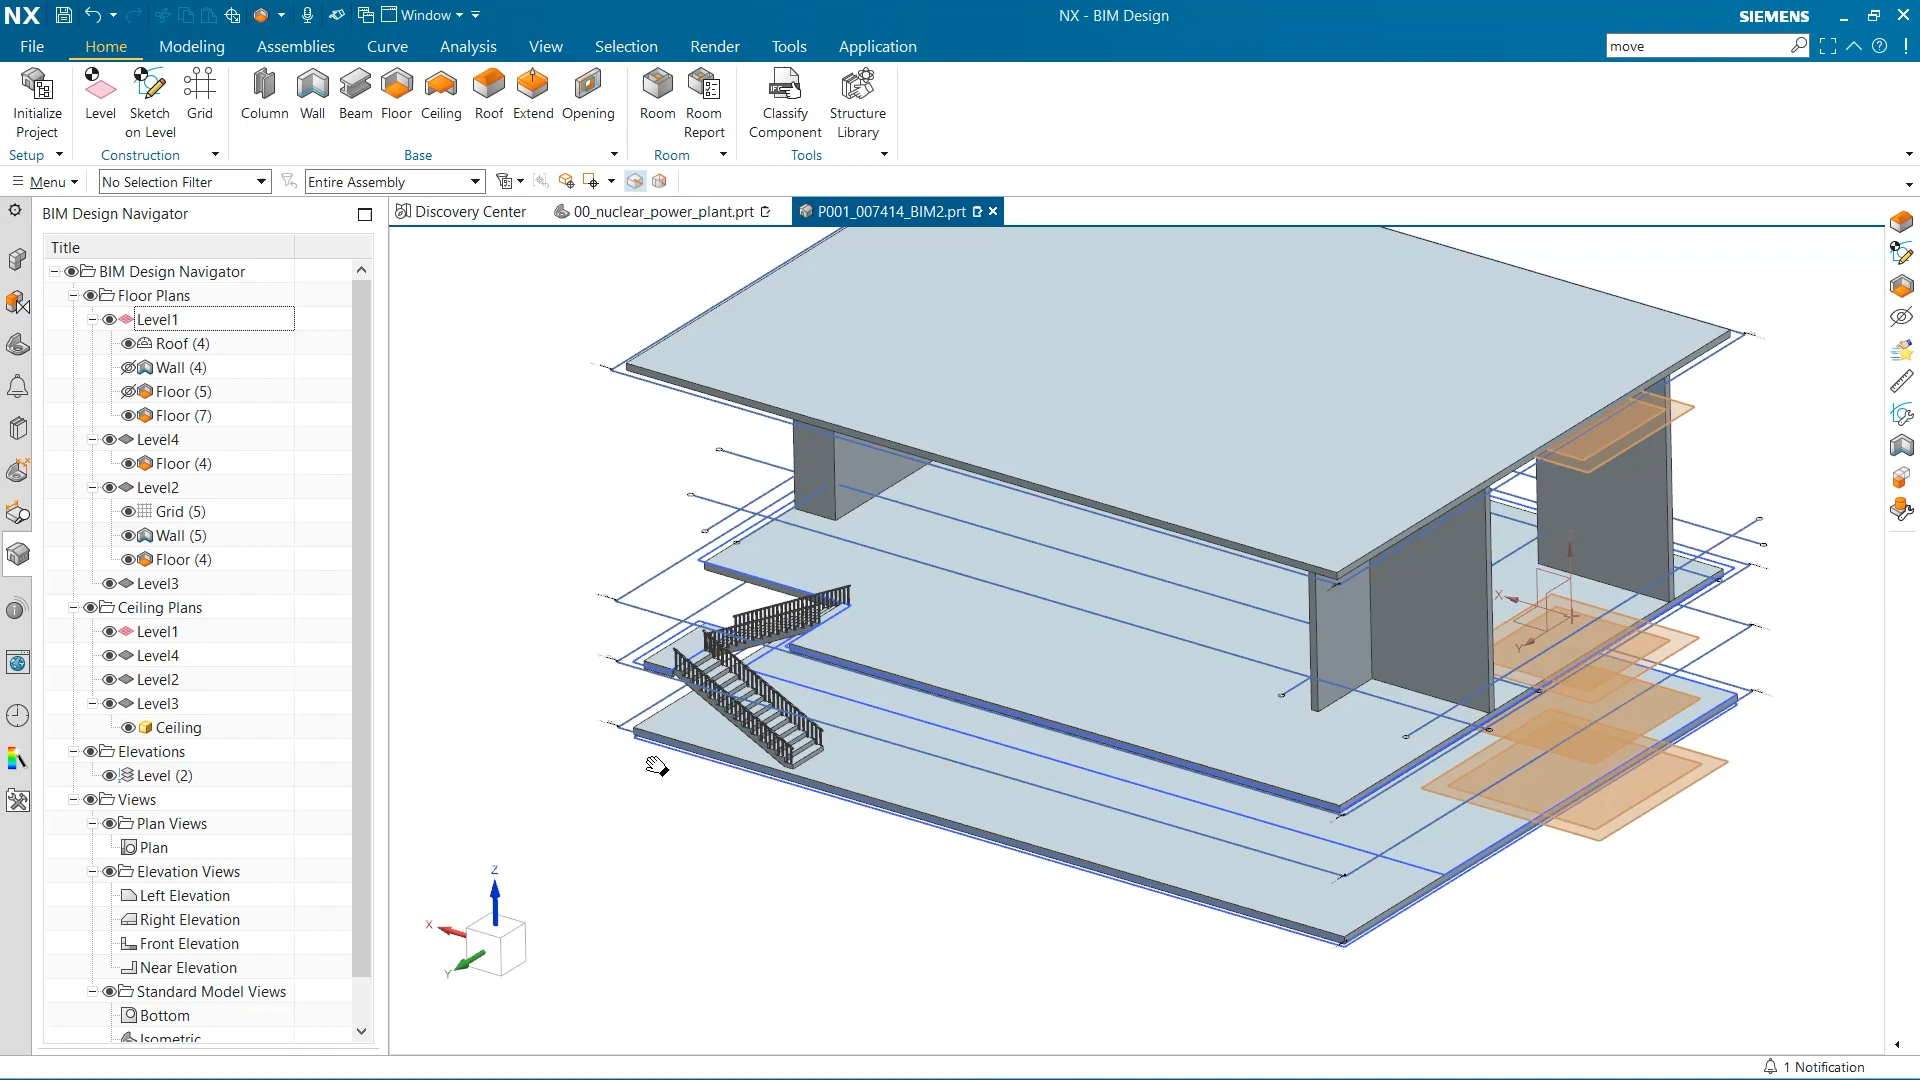 NX
Window
NX - BIM Design
SIEMENS
File
Home
Modeling
Assemblies
Curve
Analysis
View
Selection
Render
Tools
Application
move
Initialize
Project
Level
Sketch
on Level
Grid
Column
Wall
Beam
Floor
Ceiling
Roof
Extend
Opening
Room
Room
Report
Classify
Component
Structure
Library
Setup
Construction
Base
Room
Tools
Menu
No Selection Filter
Entire Assembly
BIM Design Navigator
Discovery Center
00_nuclear_power_plant.prt
P001_007414_BIM2.prt
Title
BIM Design Navigator
Floor Plans
Level1
Roof (4)
Wall (4)
Floor (5)
Floor (7)
Level4
Floor (4)
Level2
Grid (5)
Wall (5)
Floor (4)
Level3
Ceiling Plans
Level1
Level4
Level2
Level3
Ceiling
Elevations
Level (2)
Views
Plan Views
Plan
Elevation Views
Left Elevation
Right Elevation
Front Elevation
Near Elevation
Standard Model Views
Bottom
Isometric
X
Y
Z
X
Y
1 Notification